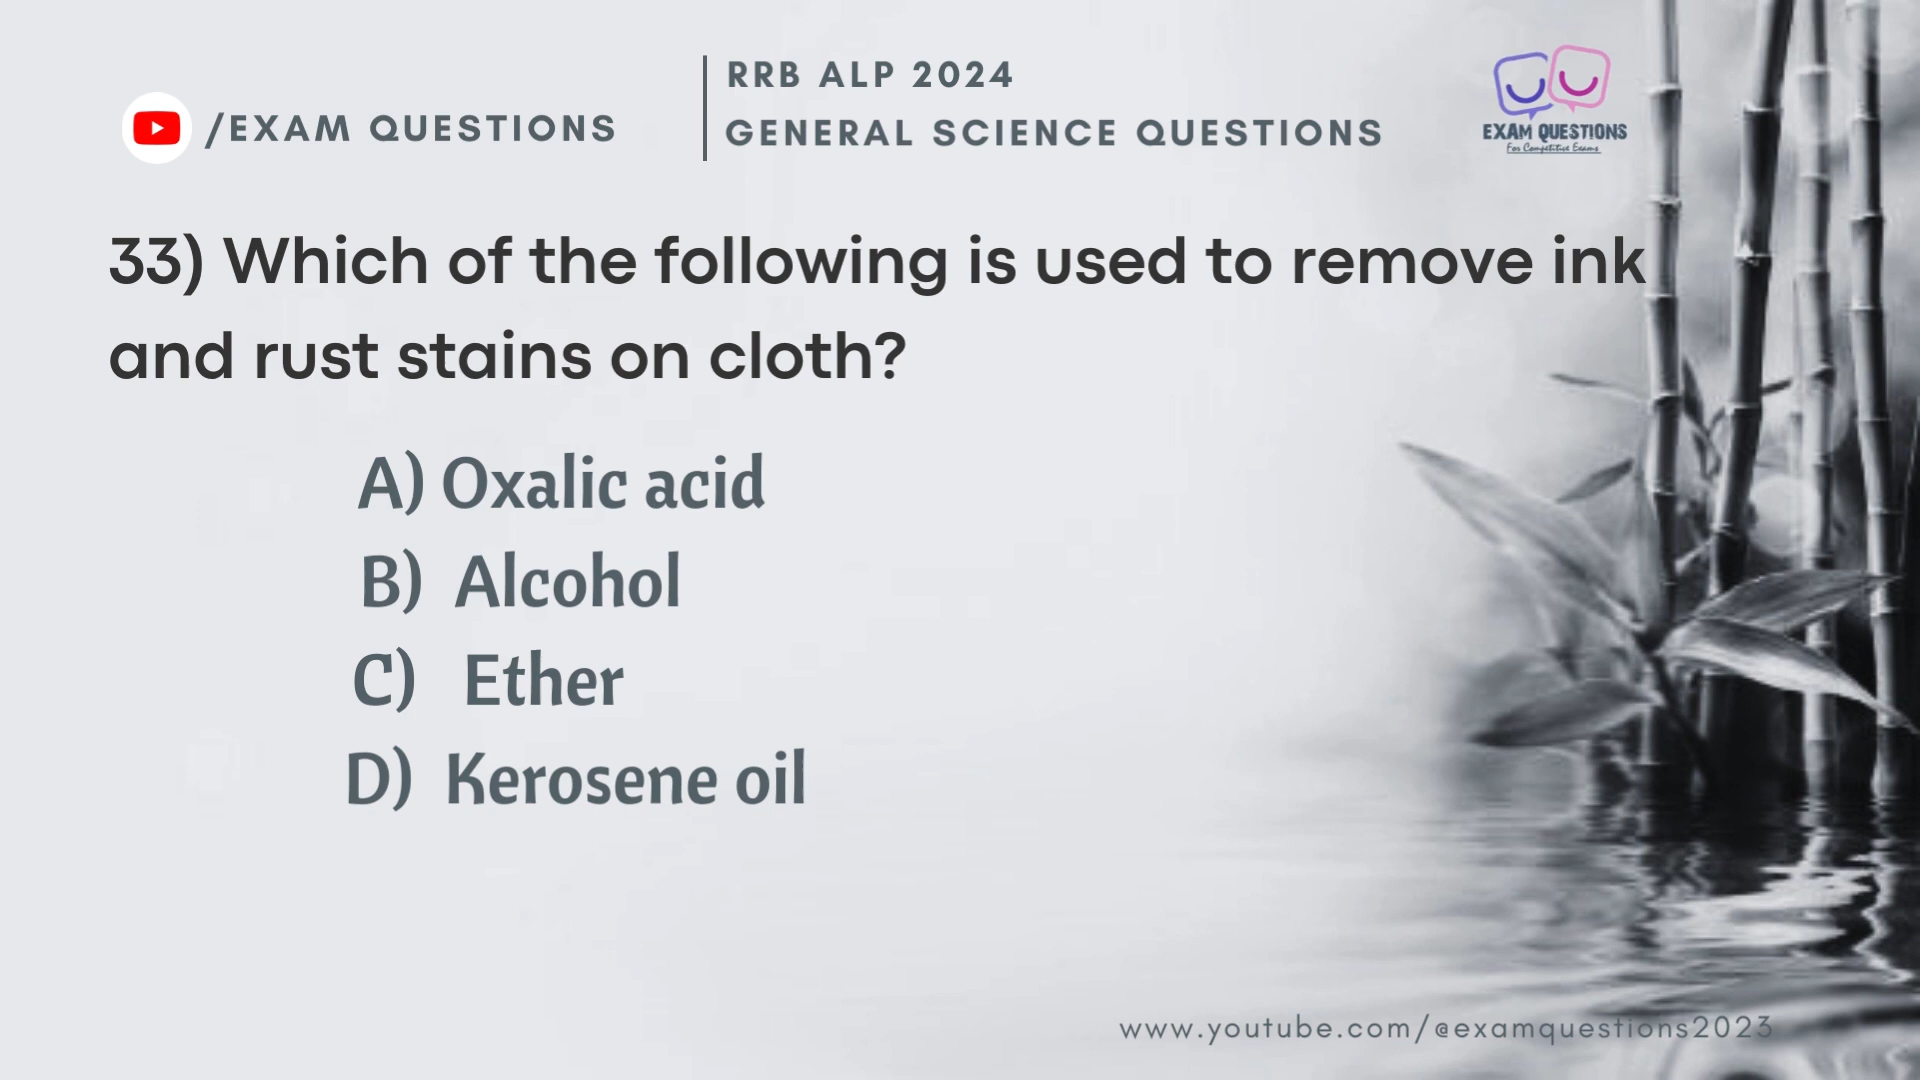 /EXAM QUESTIONS
RRB ALP 2024
GENERAL SCIENCE QUESTIONS
EXAM QUESTIONS
For Competitive Exams
33) Which of the following is used to remove ink
and rust stains on cloth?
A) Oxalic acid
B) Alcohol
C) Ether
D) Kerosene oil
www.youtube.com/@examquestions2023